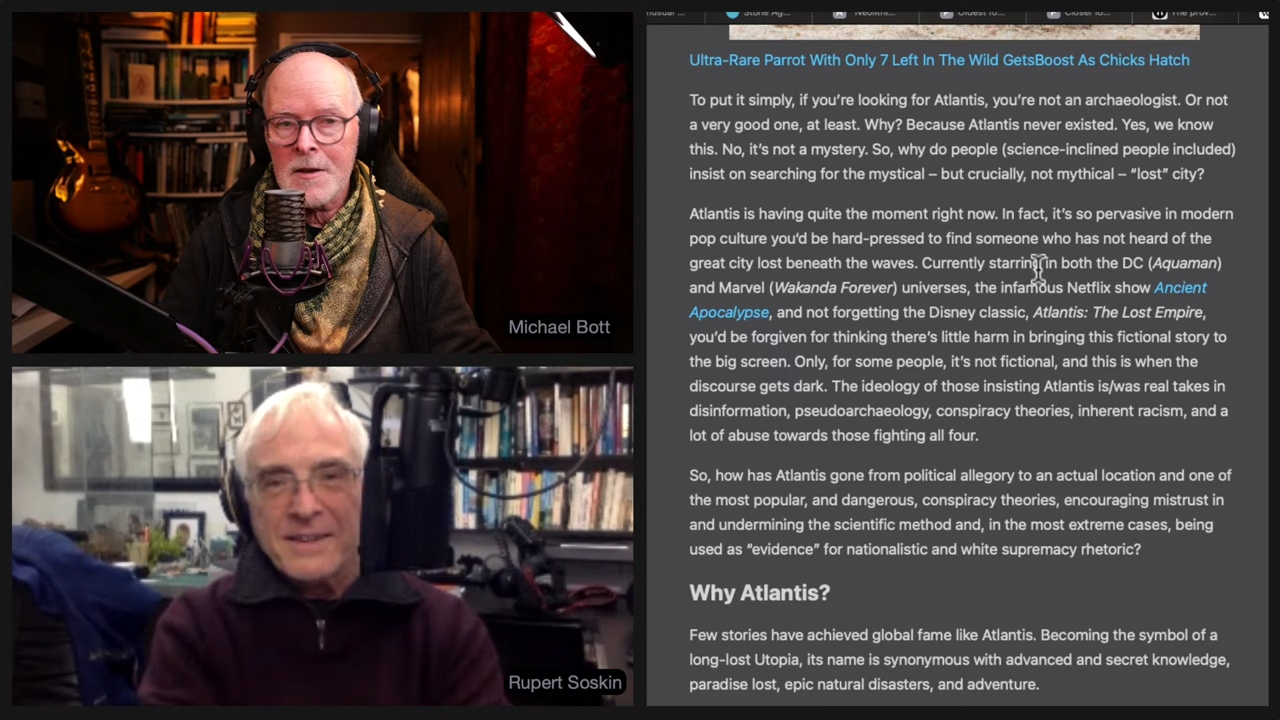 Michael Bott
Rupert Soskin
Stone Ag...
Neolithi...
Oldest fo...
Closer fo...
The prov...
Ultra-Rare Parrot With Only 7 Left In The Wild GetsBoost As Chicks Hatch
To put it simply, if you’re looking for Atlantis, you’re not an archaeologist. Or not
a very good one, at least. Why? Because Atlantis never existed. Yes, we know
this. No, it’s not a mystery. So, why do people (science-inclined people included)
insist on searching for the mystical – but crucially, not mythical – “lost” city?
Atlantis is having quite the moment right now. In fact, it’s so pervasive in modern
pop culture you’d be hard-pressed to find someone who has not heard of the
great city lost beneath the waves. Currently starring in both the DC (Aquaman)
and Marvel (Wakanda Forever) universes, the infamous Netflix show Ancient
Apocalypse, and not forgetting the Disney classic, Atlantis: The Lost Empire,
you’d be forgiven for thinking there’s little harm in bringing this fictional story to
the big screen. Only, for some people, it’s not fictional, and this is when the
discourse gets dark. The ideology of those insisting Atlantis is/was real takes in
disinformation, pseudoarchaeology, conspiracy theories, inherent racism, and a
lot of abuse towards those fighting all four.
So, how has Atlantis gone from political allegory to an actual location and one of
the most popular, and dangerous, conspiracy theories, encouraging mistrust in
and undermining the scientific method and, in the most extreme cases, being
used as “evidence” for nationalistic and white supremacy rhetoric?
Why Atlantis?
Few stories have achieved global fame like Atlantis. Becoming the symbol of a
long-lost Utopia, its name is synonymous with advanced and secret knowledge,
paradise lost, epic natural disasters, and adventure.